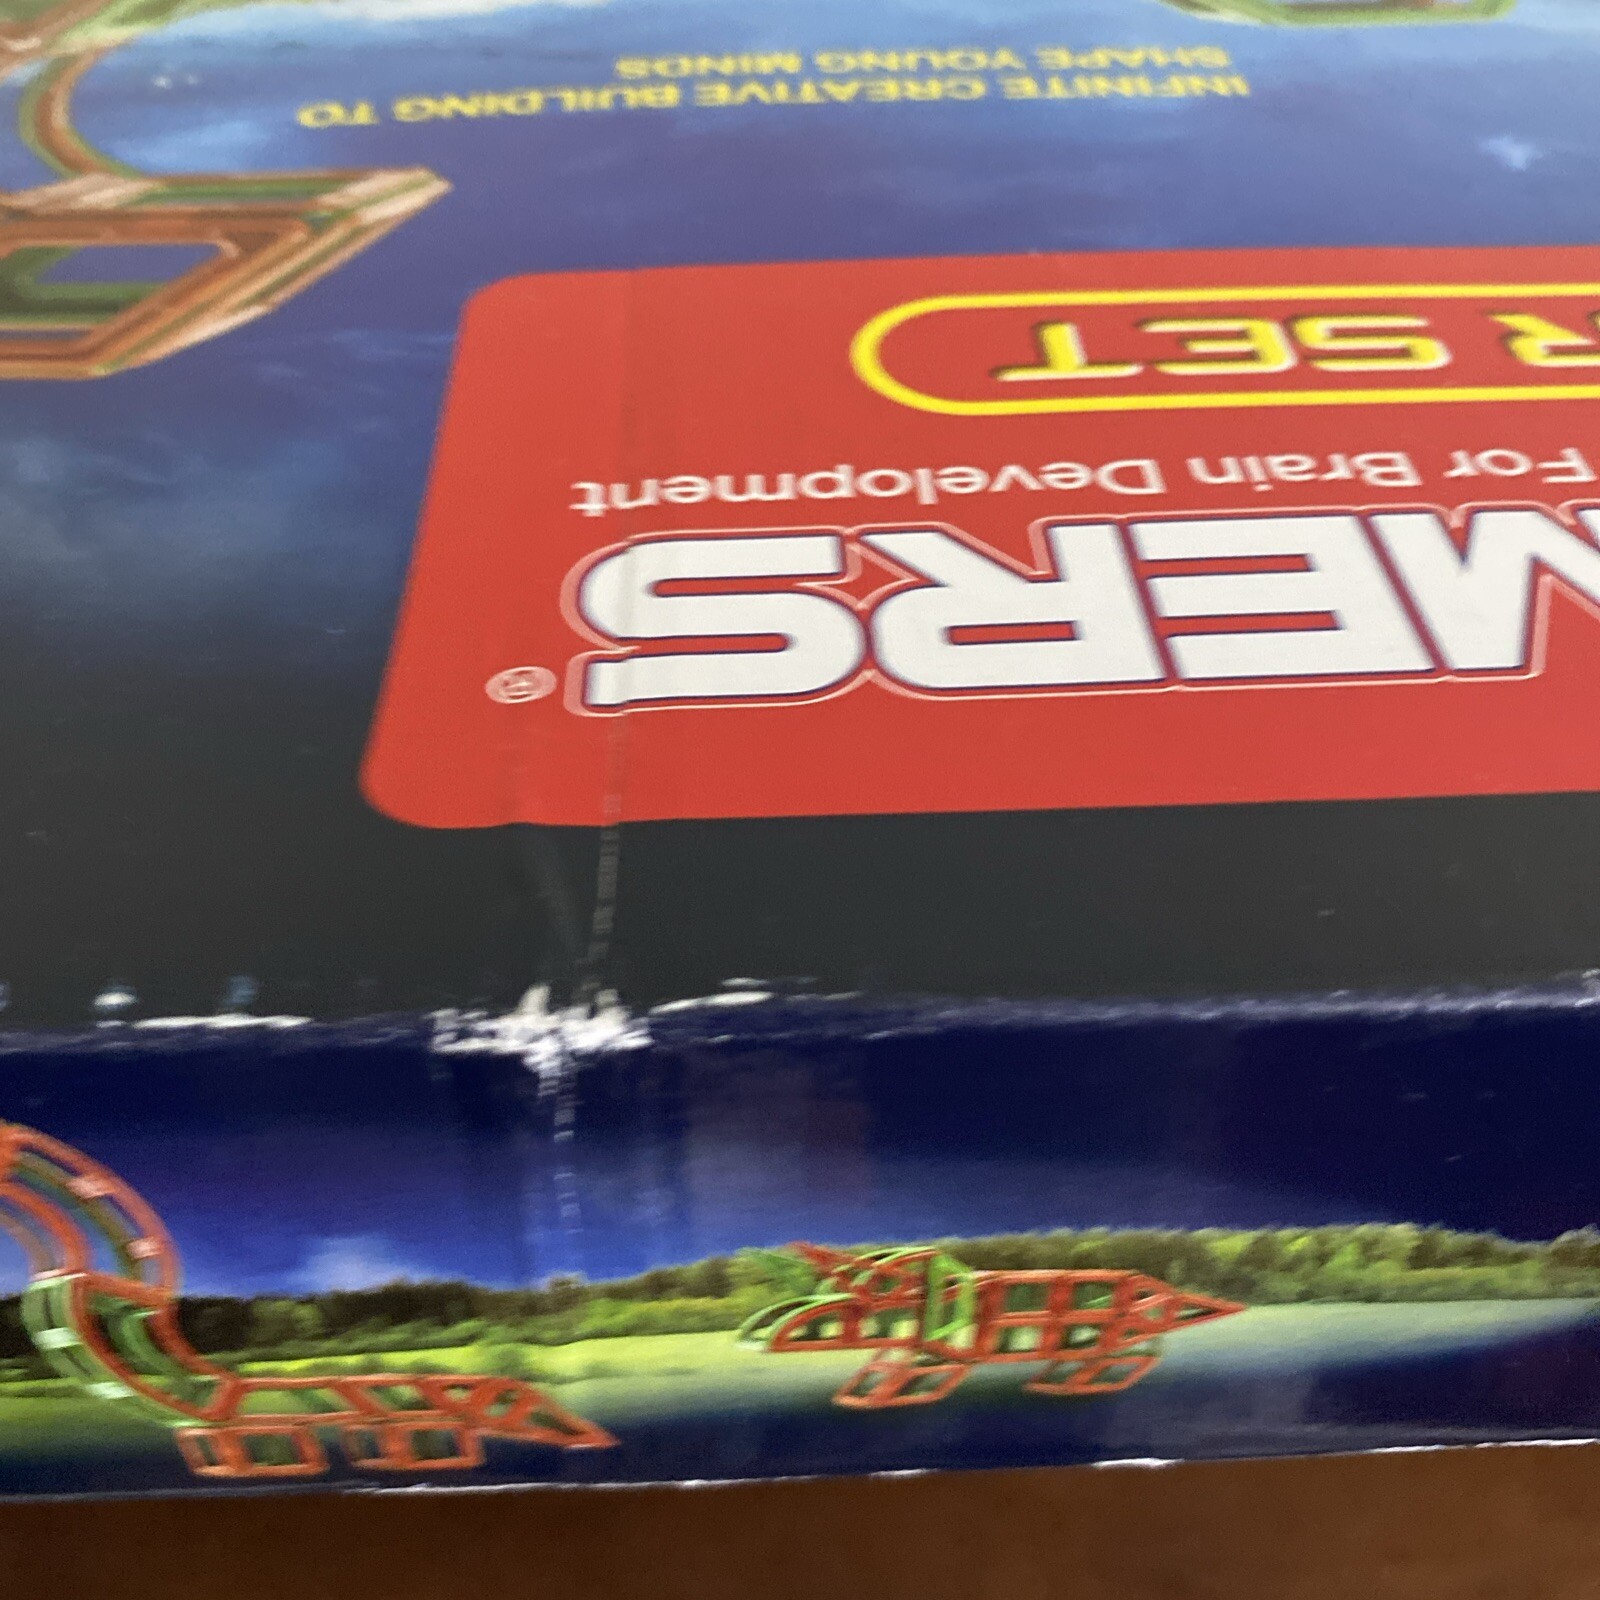 MERS®
For Brain Development
R SET
INFINITE CREATIVE BUILDING TO
SHAPE YOUNG MINDS